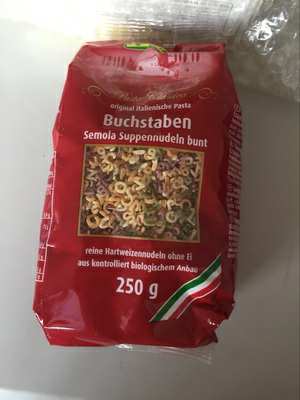 original italienische Pasta
Buchstaben
Semola Suppennudeln bunt
reine Hartweizennudeln ohne Ei
aus kontrolliert biologischem Anbau
250 g